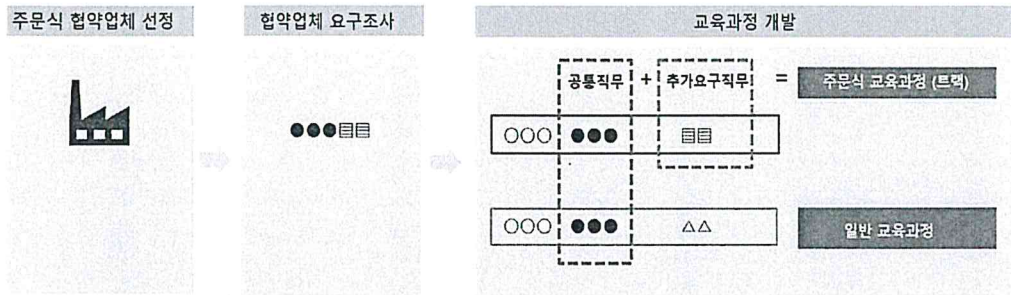 주문식 협약업체 선정
협약업체 요구조사
교육과정 개발
공통직무 + 추가요구직무 = 주문식 교육과정 (트랙)
일반 교육과정